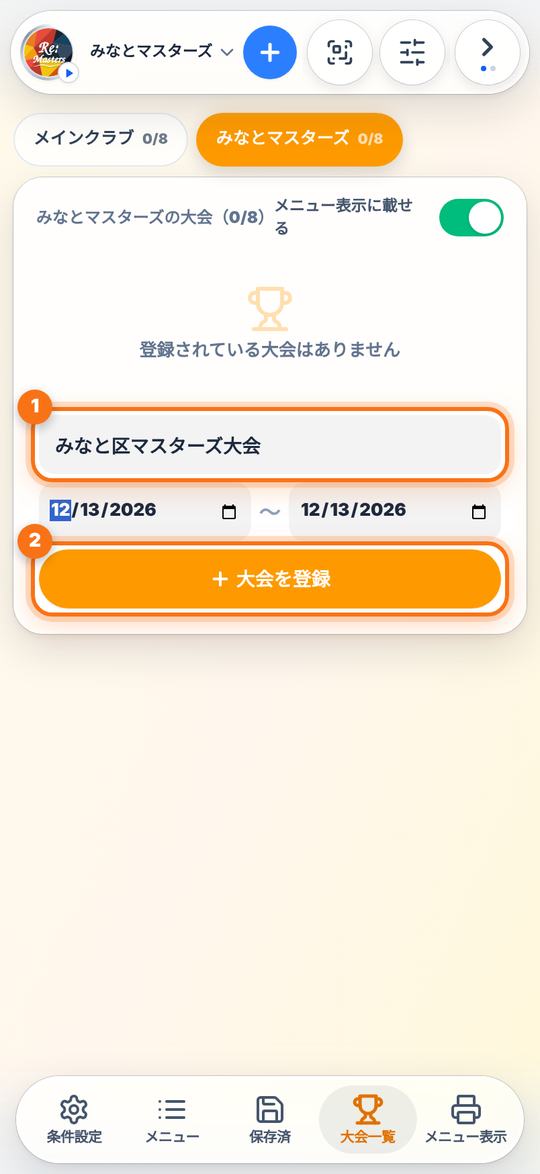 Re:
Masters
みなとマスターズ
メインクラブ 0/8
みなとマスターズ 0/8
みなとマスターズの大会（0/8）
メニュー表示に載せ
る
登録されている大会はありません
1
みなと区マスターズ大会
12/13/2026 〜 12/13/2026
2
＋ 大会を登録
条件設定
メニュー
保存済
大会一覧
メニュー表示